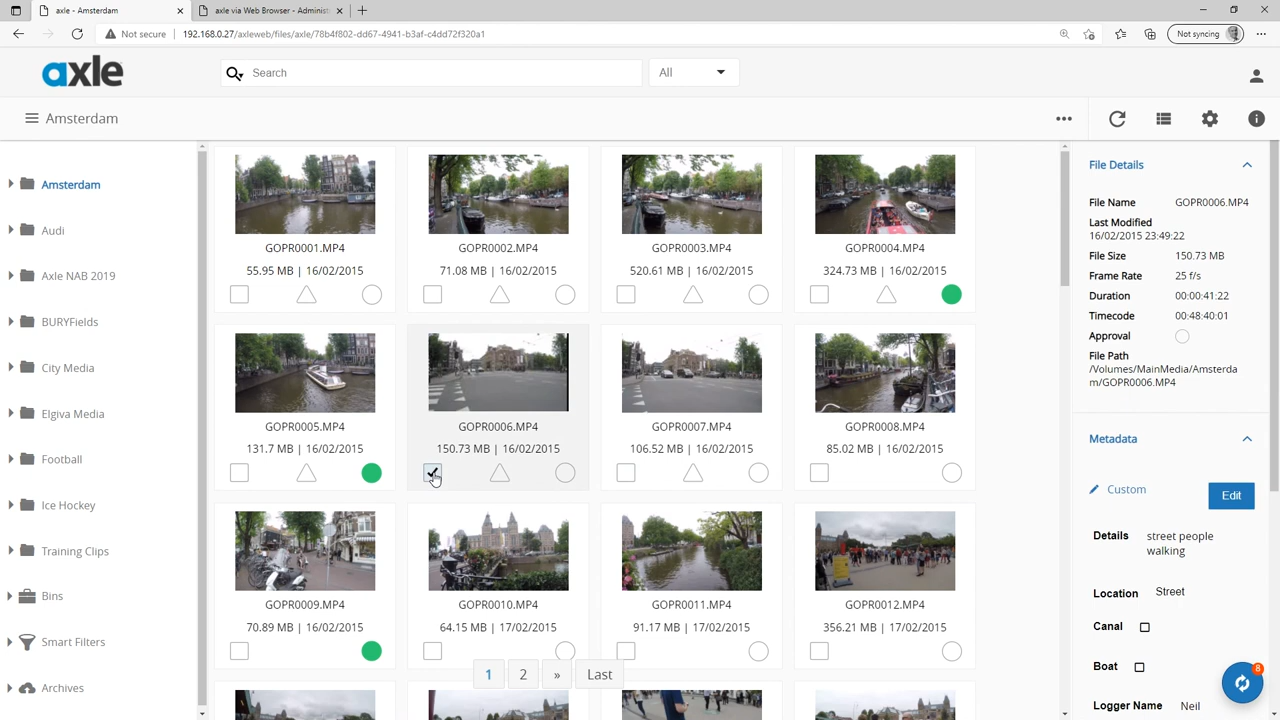 axle - Amsterdam
axle via Web Browser - Administ
Not secure
192.168.0.27/axleweb/files/axle/78b4f802-dd67-4941-b3af-c4dd72f320a1
Not syncing
axle
Search
All
Amsterdam
Amsterdam
Audi
Axle NAB 2019
BURYFields
City Media
Elgiva Media
Football
Ice Hockey
Training Clips
Bins
Smart Filters
Archives
GOPR0001.MP4
55.95 MB | 16/02/2015
GOPR0002.MP4
71.08 MB | 16/02/2015
GOPR0003.MP4
520.61 MB | 16/02/2015
GOPR0004.MP4
324.73 MB | 16/02/2015
GOPR0005.MP4
131.7 MB | 16/02/2015
GOPR0006.MP4
150.73 MB | 16/02/2015
GOPR0007.MP4
106.52 MB | 16/02/2015
GOPR0008.MP4
85.02 MB | 16/02/2015
GOPR0009.MP4
70.89 MB | 16/02/2015
GOPR0010.MP4
64.15 MB | 17/02/2015
GOPR0011.MP4
91.17 MB | 17/02/2015
GOPR0012.MP4
356.21 MB | 17/02/2015
1 2 » Last
File Details
File Name GOPR0006.MP4
Last Modified
16/02/2015 23:49:22
File Size 150.73 MB
Frame Rate 25 f/s
Duration 00:00:41:22
Timecode 00:48:40:01
Approval
File Path
/Volumes/MainMedia/Amsterda
m/GOPR0006.MP4
Metadata
Custom
Edit
Details street people
walking
Location Street
Canal
Boat
Logger Name Neil
8